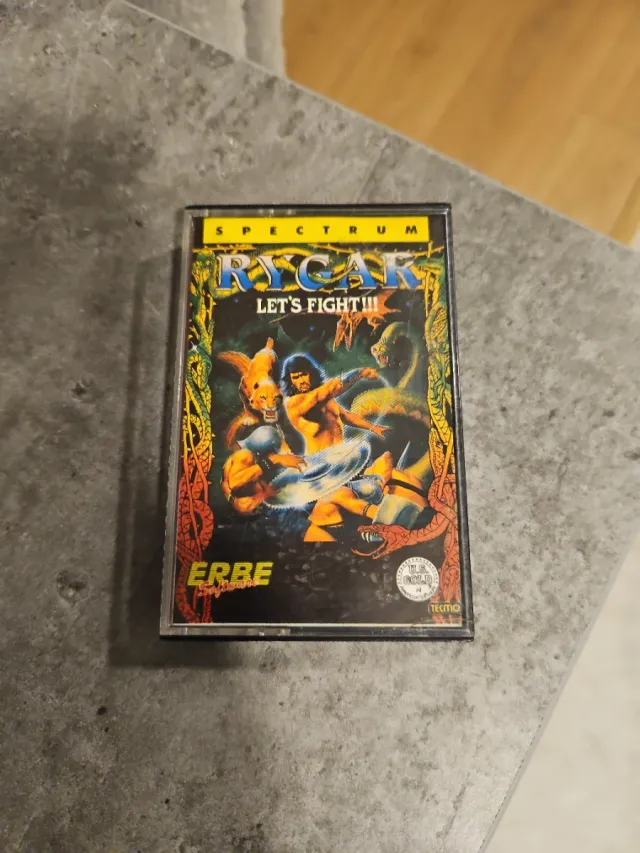 SPECTRUM
RYGAR
LET'S FIGHT!!!
ERBE
Software
U.S.
GOLD
TECMO